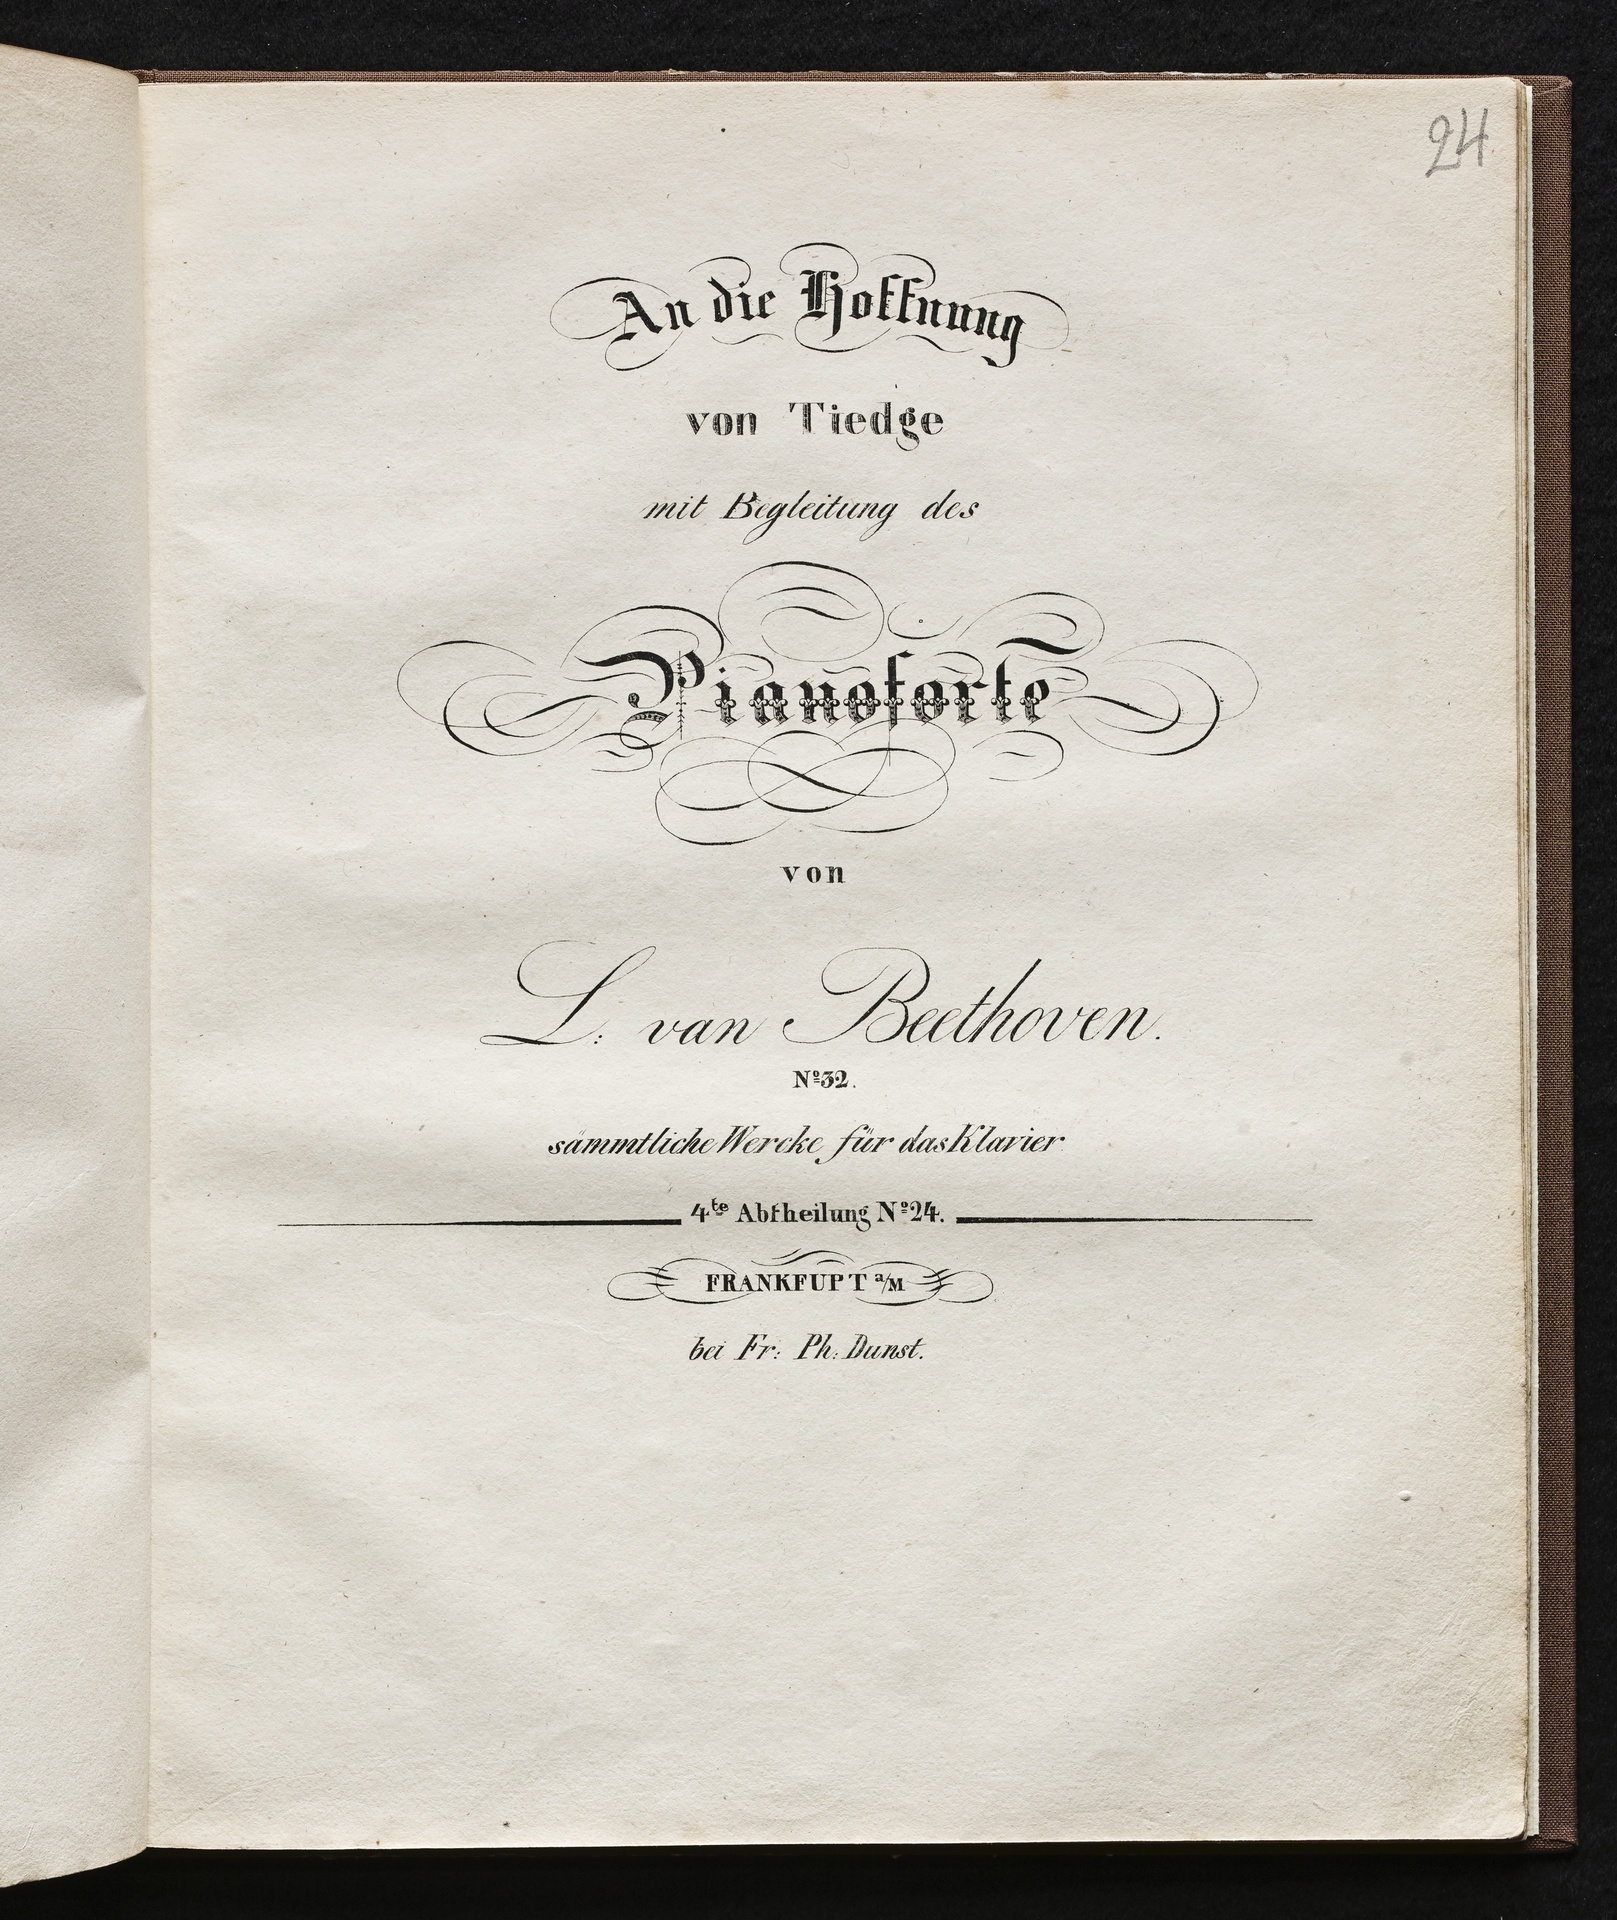 24
An die Hoffnung
von Tiedge
mit Begleitung des
Pianoforte
von
L: van Beethoven.
Nº 32.
sämmtliche Wercke für das Klavier
4te Abtheilung Nº 24.
FRANKFUPT a/M
bei Fr: Ph: Dunst.